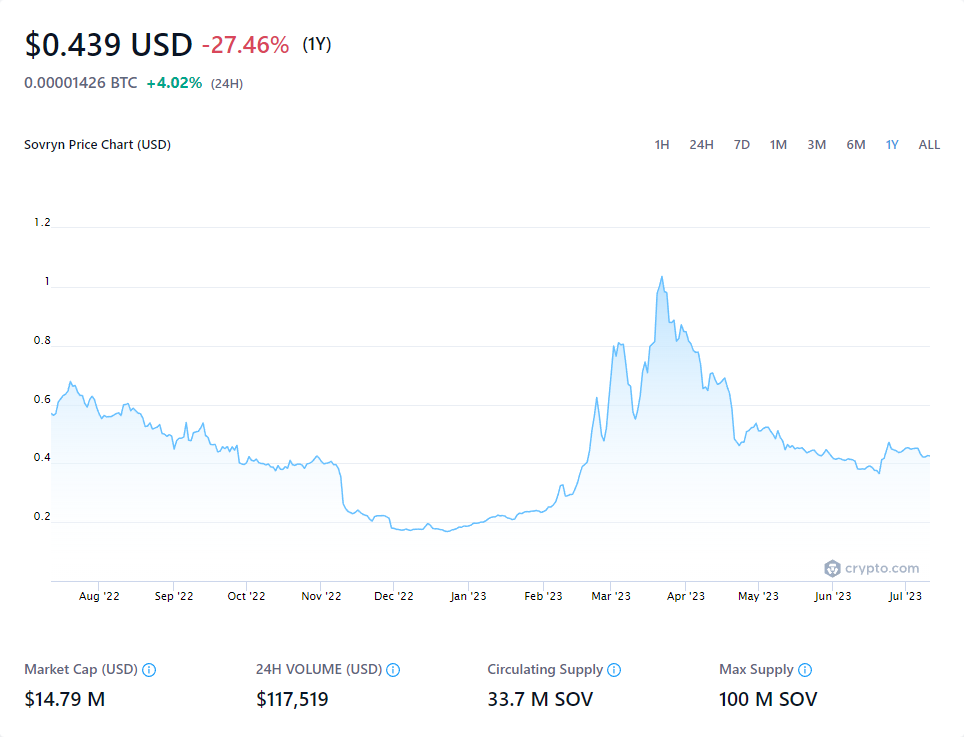 $0.439 USD -27.46% (1Y)
0.00001426 BTC +4.02% (24H)
Sovryn Price Chart (USD) 1H 24H 7D 1M 3M 6M 1Y ALL
1.2
1
0.8
0.6
0.4
0.2
crypto.com
Aug '22 Sep '22 Oct '22 Nov '22 Dec '22 Jan '23 Feb '23 Mar '23 Apr '23 May '23 Jun '23 Jul '23
Market Cap (USD) 24H VOLUME (USD) Circulating Supply Max Supply
$14.79 M $117,519 33.7 M SOV 100 M SOV